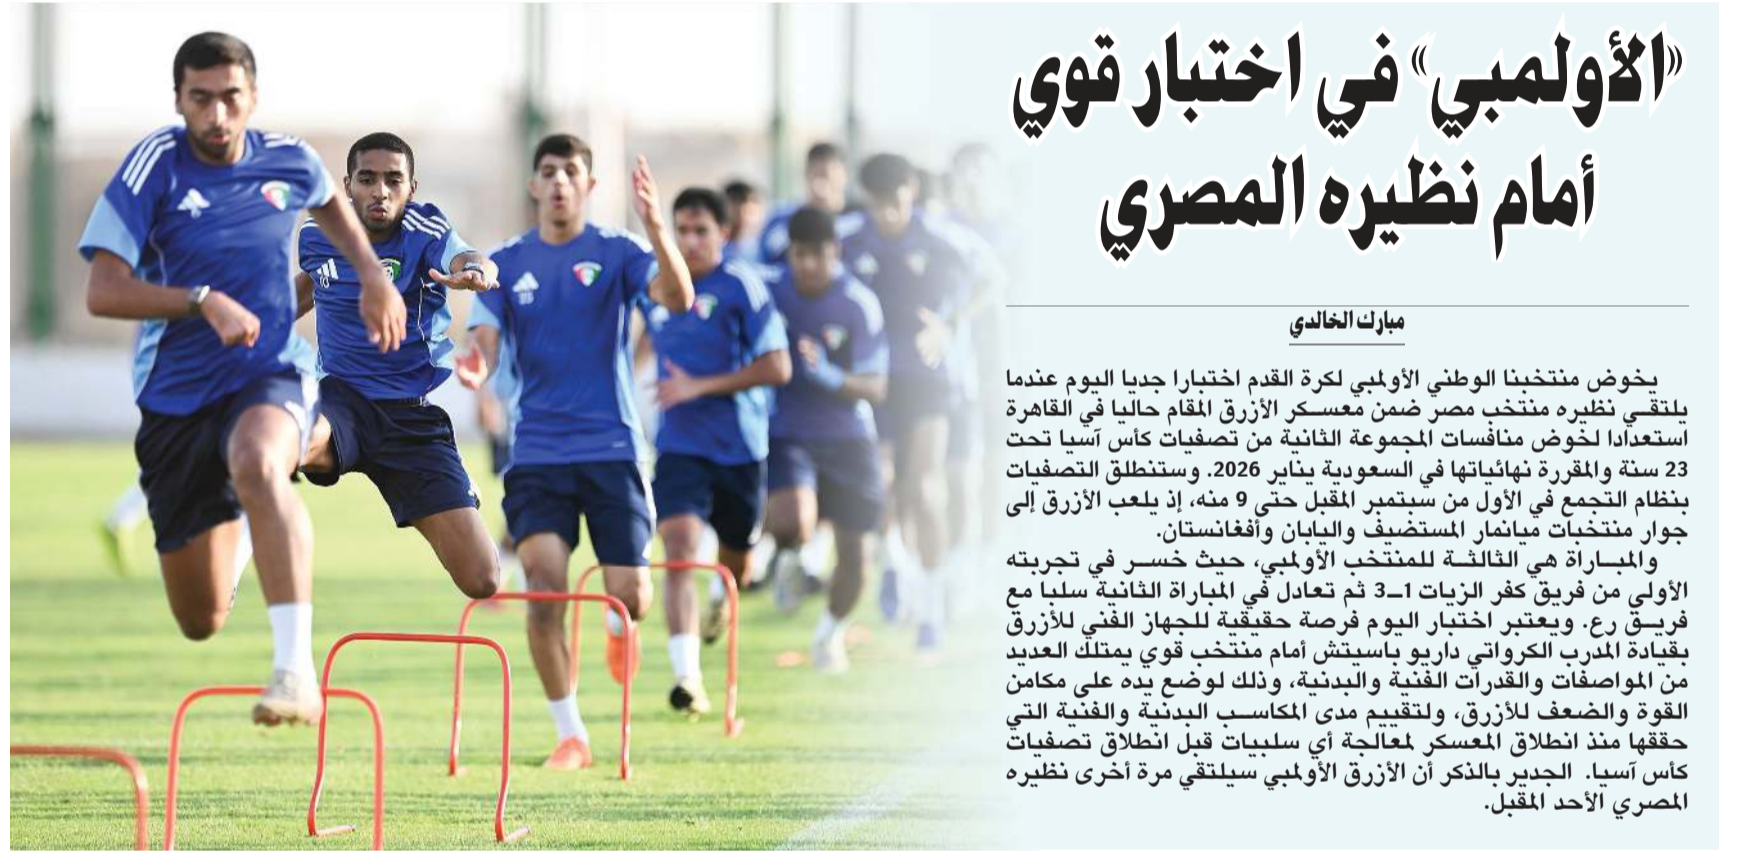 «الأولمبي» في اختبار قوي
أمام نظيره المصري
مبارك الخالدي
يخوض منتخبنا الوطني الأولمبي لكرة القدم اختبارا جديا اليوم عندما
يلتقي نظيره منتخب مصر ضمن معسكر الأزرق المقام حاليا في القاهرة
استعدادا لخوض منافسات المجموعة الثانية من تصفيات كأس آسيا تحت
23 سنة والمقررة نهائياتها في السعودية يناير 2026. وستنطلق التصفيات
بنظام التجمع في الأول من سبتمبر المقبل حتى 9 منه، إذ يلعب الأزرق إلى
جوار منتخبات ميانمار المستضيف واليابان وأفغانستان.
والمباراة هي الثالثة للمنتخب الأولمبي، حيث خسر في تجربته
الأولى من فريق كفر الزيات 1-3 ثم تعادل في المباراة الثانية سلبا مع
فريق رع. ويعتبر اختبار اليوم فرصة حقيقية للجهاز الفني للأزرق
بقيادة المدرب الكرواتي داريو باسيتش أمام منتخب قوي يمتلك العديد
من المواصفات والقدرات الفنية والبدنية، وذلك لوضع يده على مكامن
القوة والضعف للأزرق، ولتقييم مدى المكاسب البدنية والفنية التي
حققها منذ انطلاق المعسكر لمعالجة أي سلبيات قبل انطلاق تصفيات
كأس آسيا. الجدير بالذكر أن الأزرق الأولمبي سيلتقي مرة أخرى نظيره
المصري الأحد المقبل.